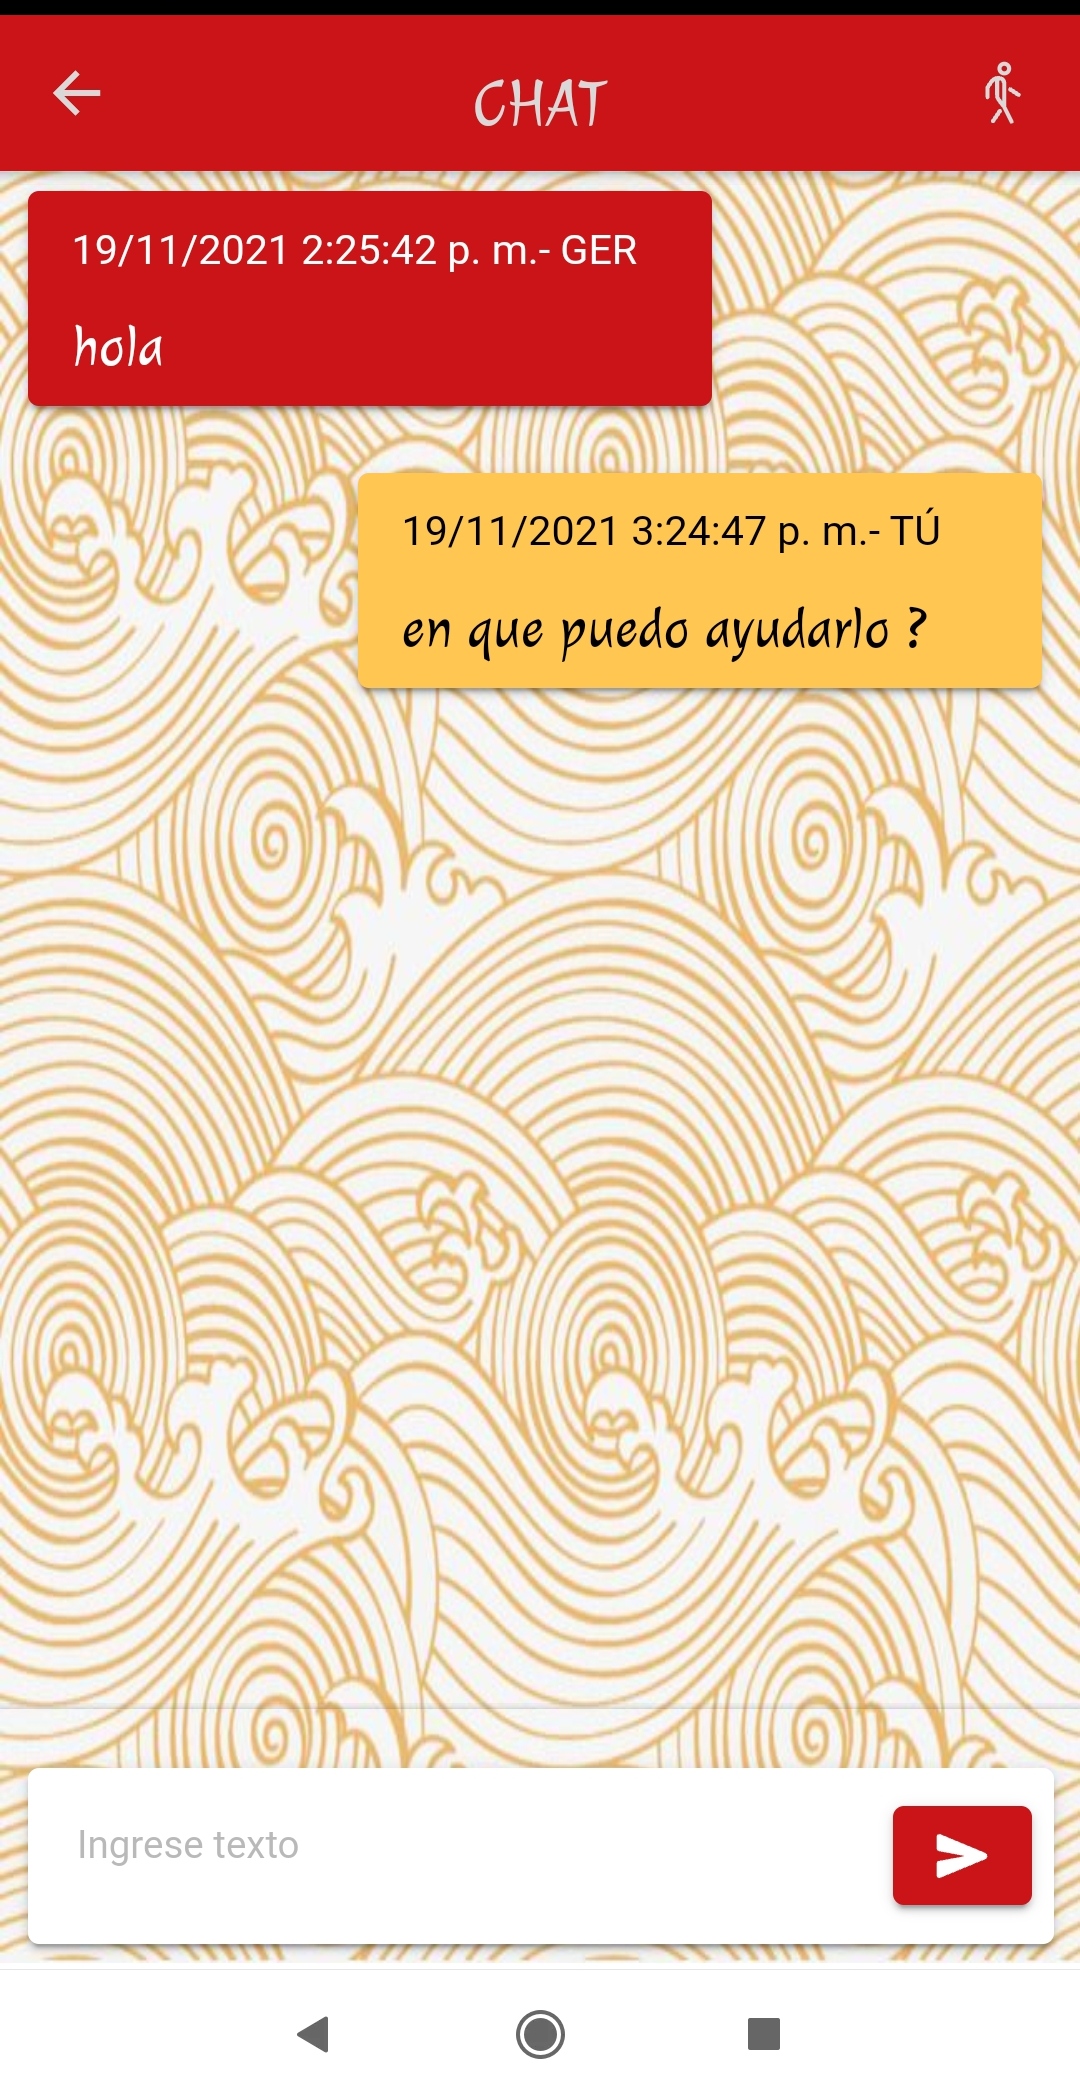 CHAT
19/11/2021 2:25:42 p. m.- GER
hola
19/11/2021 3:24:47 p. m.- TÚ
en que puedo ayudarlo ?
Ingrese texto